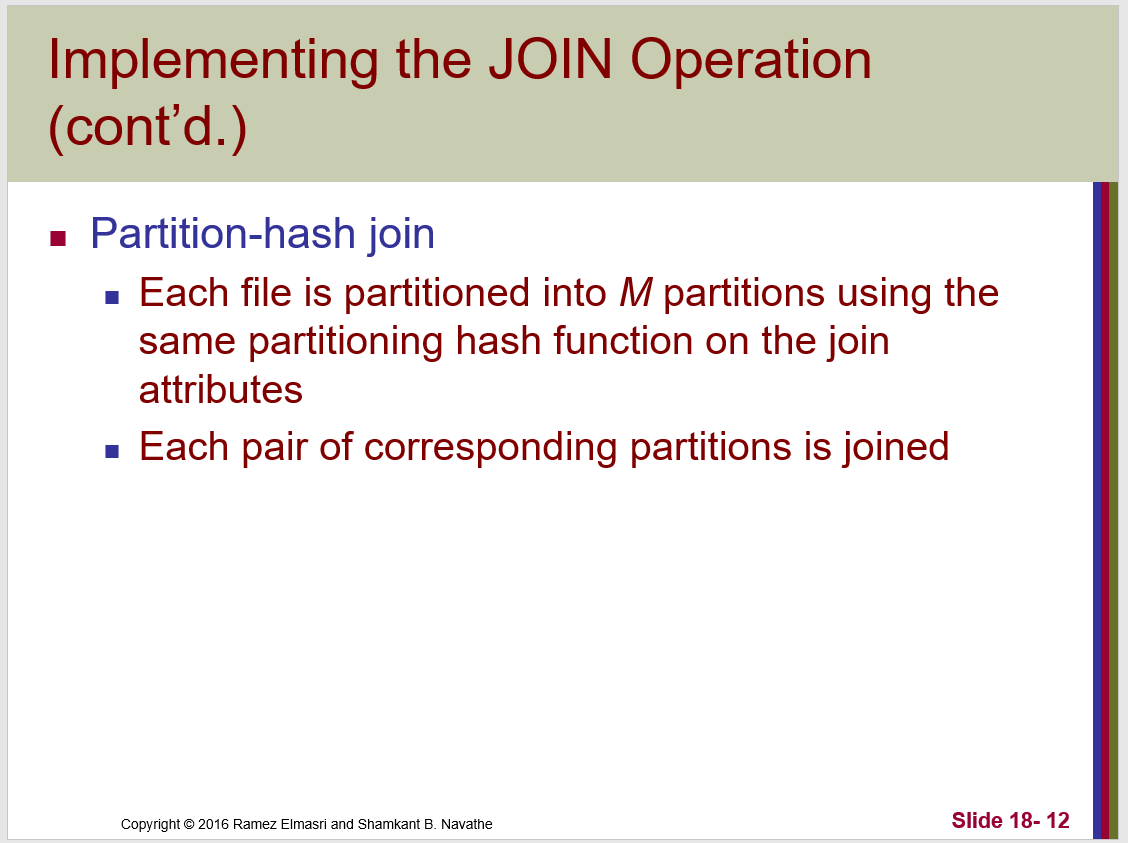 Implementing the JOIN Operation
(cont’d.)
Partition-hash join
Each file is partitioned into M partitions using the
same partitioning hash function on the join
attributes
Each pair of corresponding partitions is joined
Copyright © 2016 Ramez Elmasri and Shamkant B. Navathe
Slide 18- 12